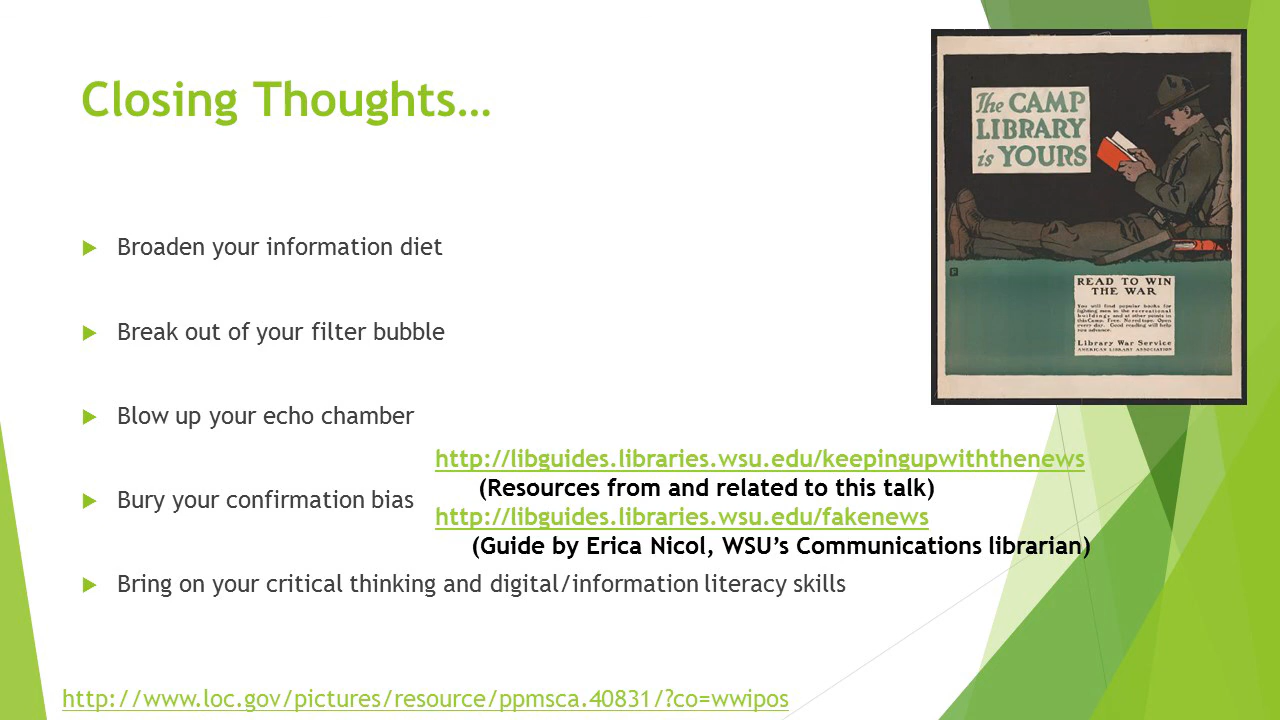 Closing Thoughts…
Broaden your information diet
Break out of your filter bubble
Blow up your echo chamber
Bury your confirmation bias
Bring on your critical thinking and digital/information literacy skills
http://libguides.libraries.wsu.edu/keepingupwiththenews
(Resources from and related to this talk)
http://libguides.libraries.wsu.edu/fakenews
(Guide by Erica Nicol, WSU’s Communications librarian)
http://www.loc.gov/pictures/resource/ppmsca.40831/?co=wwipos
The CAMP
LIBRARY
is YOURS
READ TO WIN
THE WAR
You will find popular books for
fighting men in the recreational
buildings and at other points in
this Camp. Free. No red tape. Open
every day. Good reading will help
you advance.
Library War Service
AMERICAN LIBRARY ASSOCIATION